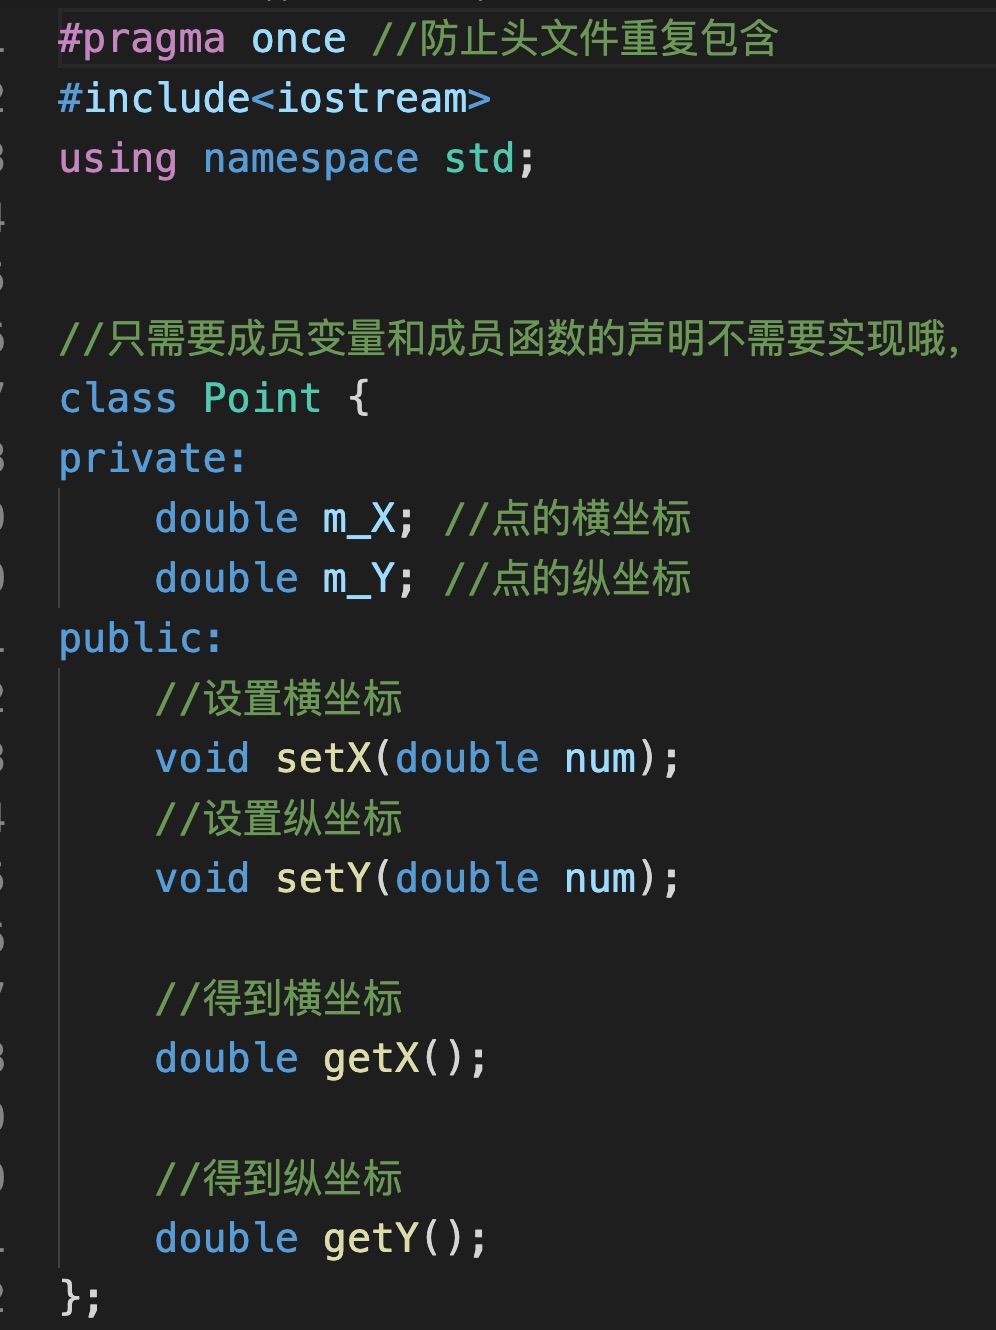 #pragma once //防止头文件重复包含
#include<iostream>
using namespace std;
//只需要成员变量和成员函数的声明不需要实现哦,
class Point {
private:
double m_X; //点的横坐标
double m_Y; //点的纵坐标
public:
//设置横坐标
void setX(double num);
//设置纵坐标
void setY(double num);
//得到横坐标
double getX();
//得到纵坐标
double getY();
};